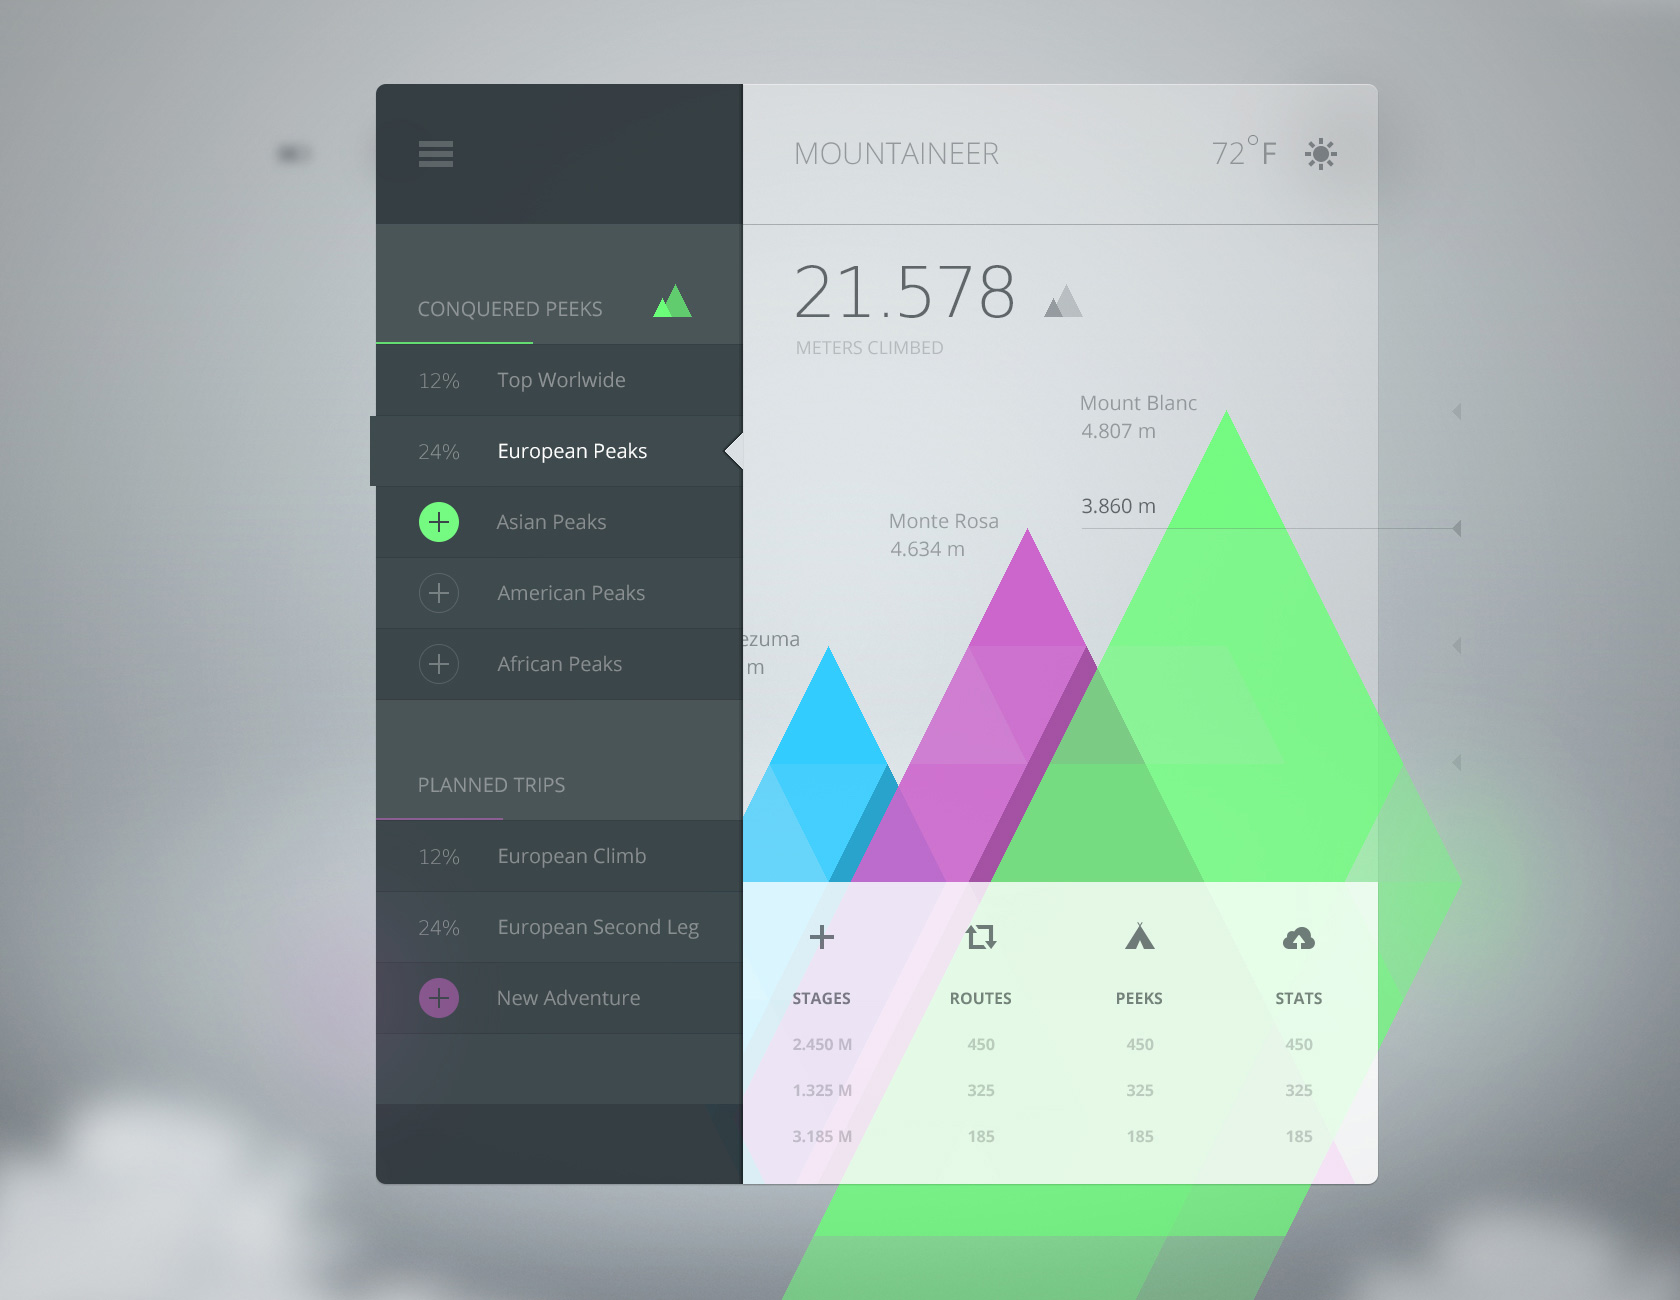 MOUNTAINEER
72°F
CONQUERED PEEKS
12% Top Worlwide
24% European Peaks
Asian Peaks
American Peaks
African Peaks
PLANNED TRIPS
12% European Climb
24% European Second Leg
New Adventure
21.578
METERS CLIMBED
Mount Blanc
4.807 m
3.860 m
Monte Rosa
4.634 m
ezuma
m
STAGES ROUTES PEEKS STATS
2.450 M 450 450 450
1.325 M 325 325 325
3.185 M 185 185 185